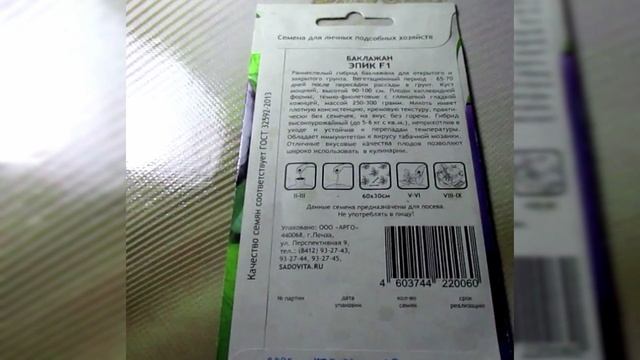 Семена для личных подсобных хозяйств
БАКЛАЖАН
ЭПИК F1
Раннеспелый гибрид баклажана для открытого и
закрытого грунта. Вегетационный период 65-70
дней после пересадки рассады в грунт. Куст
мощный, высотой 90-100 см. Плоды каплевидной
формы, тёмно-фиолетовые с глянцевой гладкой
кожицей, массой 250-300 грамм. Мякоть имеет
плотную консистенцию, кремовую текстуру, практи-
чески без семечек, на вкус без горечи. Гибрид
высокоурожайный (до 5-6 кг с кв.м.), неприхотлив в
уходе и устойчив к перепадам температуры.
Обладает иммунитетом к вирусу табачной мозаики.
Отличные вкусовые качества плодов позволяют
широко использовать в кулинарии.
II-III
60x30см
V-VI
VIII-IX
Данные семена предназначены для посева.
Не употреблять в пищу!
Упаковано: ООО «АРГО»
440068, г.Пенза,
ул. Перспективная 9,
тел.: (8412) 93-27-43,
93-27-44, 93-27-45,
SADOVITA.RU
4 603744 220060
№ партии
дата
упаковки
кол-во
семян
срок
реализации
Качество семян соответствует ГОСТ 32592-2013